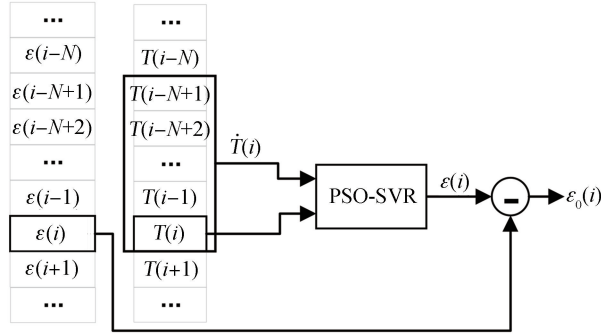 ... ...
ε(i−N) T(i−N)
ε(i−N+1) T(i−N+1)
ε(i−N+2) T(i−N+2)
Ṫ(i)
... ...
PSO-SVR ε(i) - ε₀(i)
ε(i−1) T(i−1)
ε(i) T(i)
ε(i+1) T(i+1)
... ...